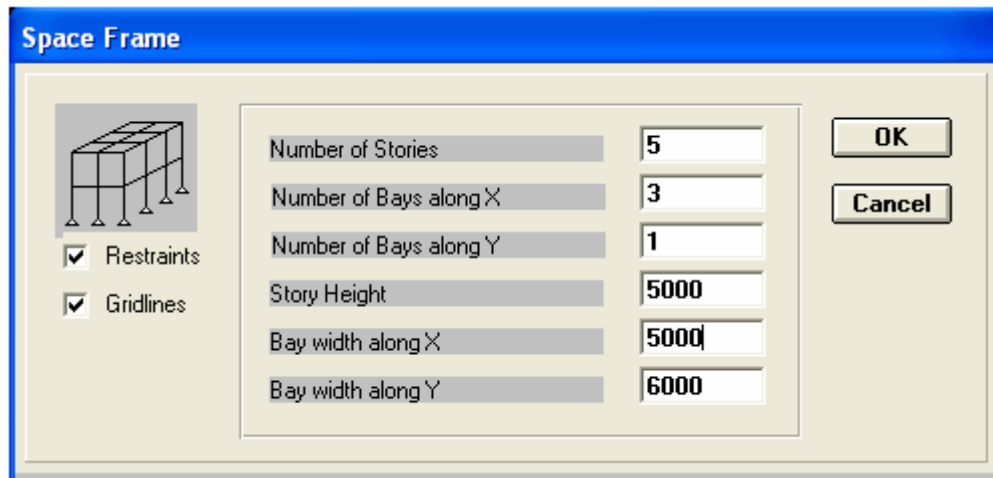 Space Frame
Number of Stories 5 OK
Number of Bays along X 3 Cancel
Number of Bays along Y 1
Restraints
Story Height 5000
Gridlines
Bay width along X 5000
Bay width along Y 6000